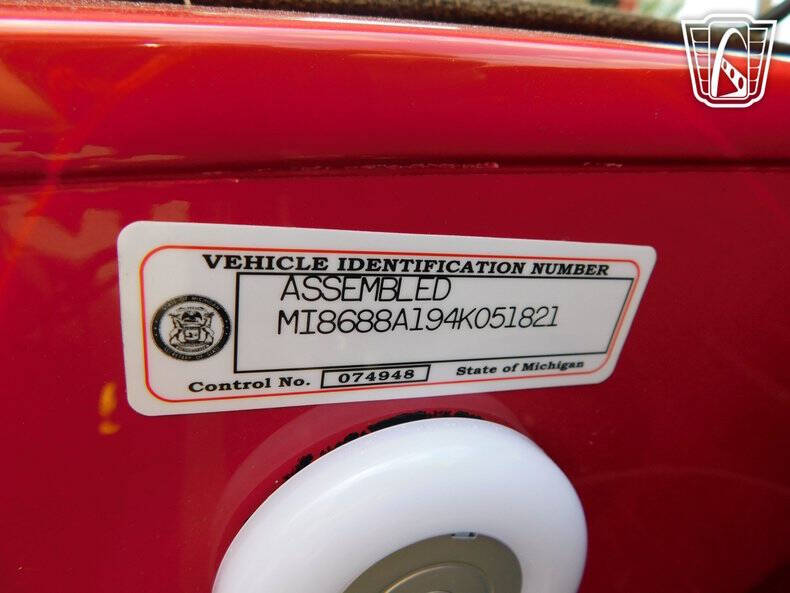 VEHICLE IDENTIFICATION NUMBER
ASSEMBLED
MI8688A194K051821
Control No. 074948 State of Michigan